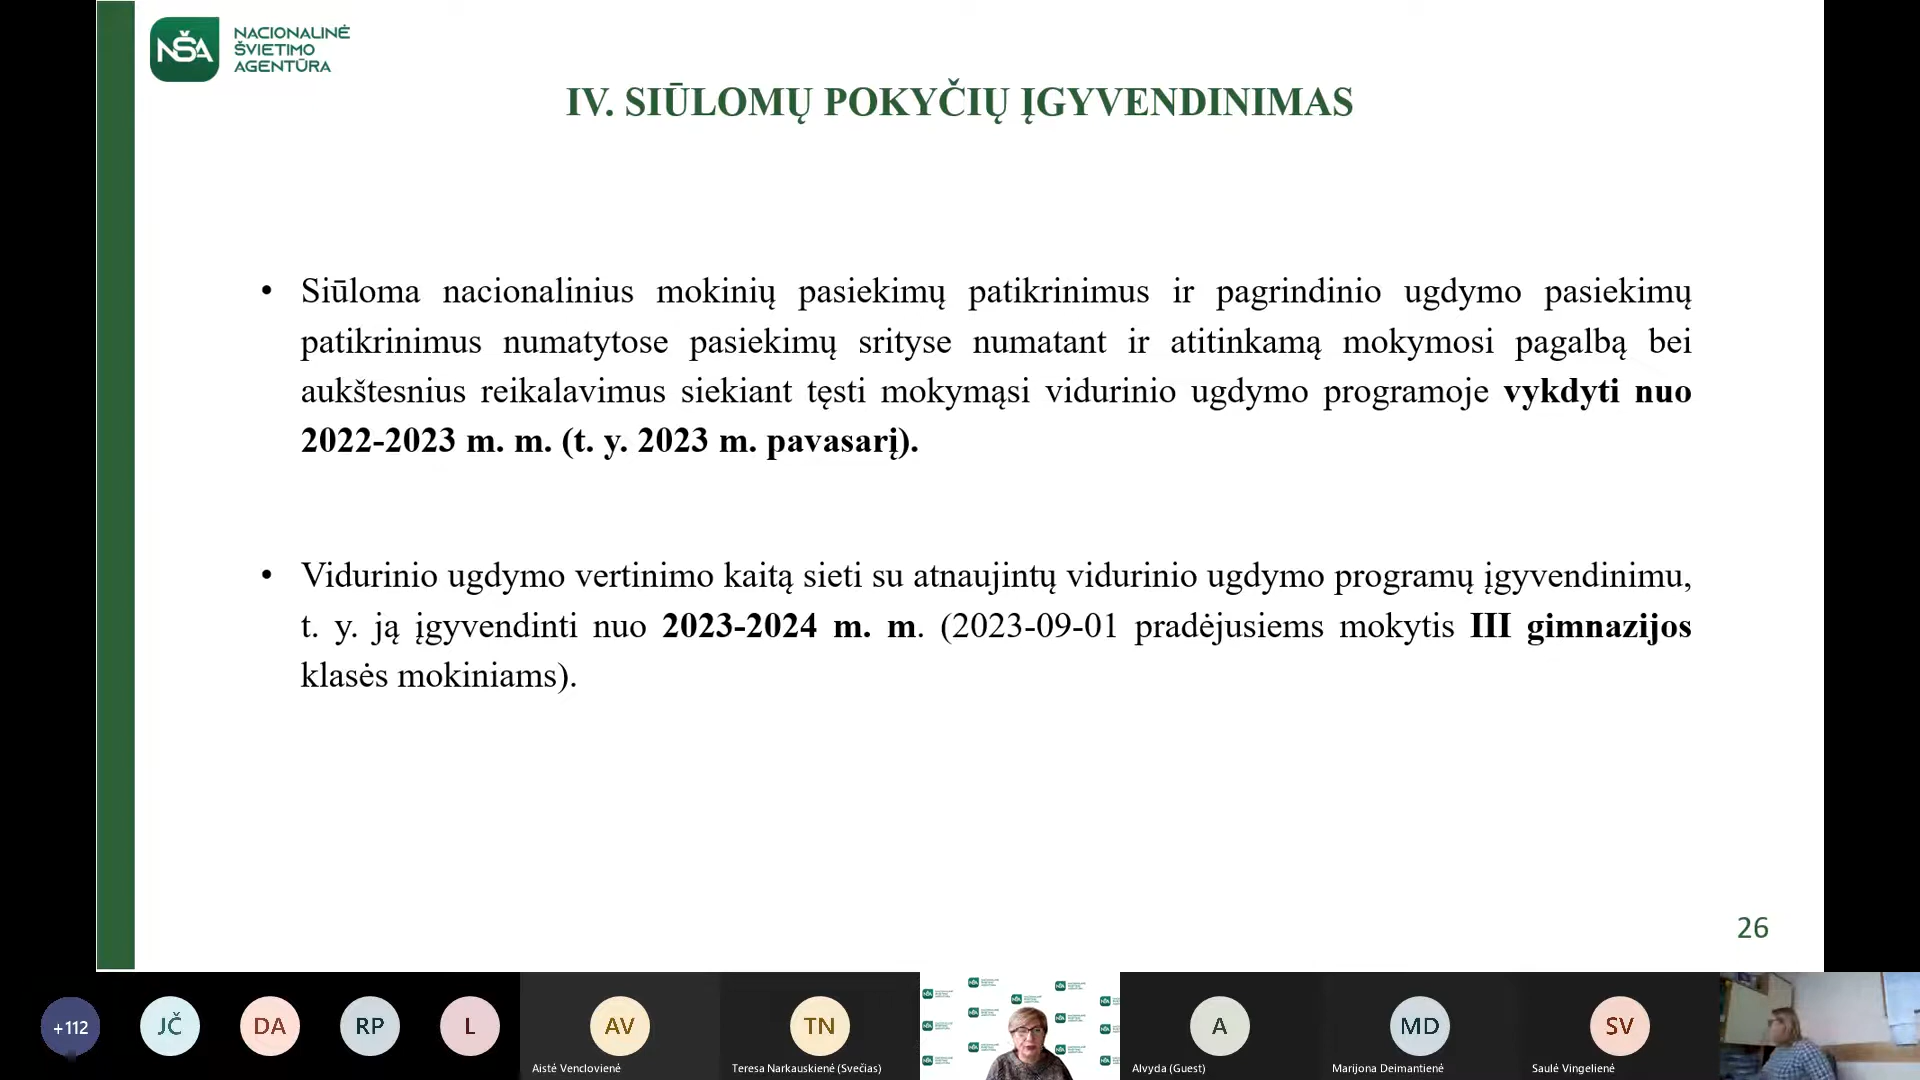 NŠA
NACIONALINĖ
ŠVIETIMO
AGENTŪRA
IV. SIŪLOMŲ POKYČIŲ ĮGYVENDINIMAS
• Siūloma nacionalinius mokinių pasiekimų patikrinimus ir pagrindinio ugdymo pasiekimų
patikrinimus numatytose pasiekimų srityse numatant ir atitinkamą mokymosi pagalbą bei
aukštesnius reikalavimus siekiant tęsti mokymąsi vidurinio ugdymo programoje vykdyti nuo
2022-2023 m. m. (t. y. 2023 m. pavasarį).
• Vidurinio ugdymo vertinimo kaitą sieti su atnaujintų vidurinio ugdymo programų įgyvendinimu,
t. y. ją įgyvendinti nuo 2023-2024 m. m. (2023-09-01 pradėjusiems mokytis III gimnazijos
klasės mokiniams).
26
+112
JČ
DA
RP
L
AV
Aistė Venclovienė
TN
Teresa Narkauskienė (Svečias)
A
Alvyda (Guest)
MD
Marijona Deimantienė
SV
Saulė Vingelienė